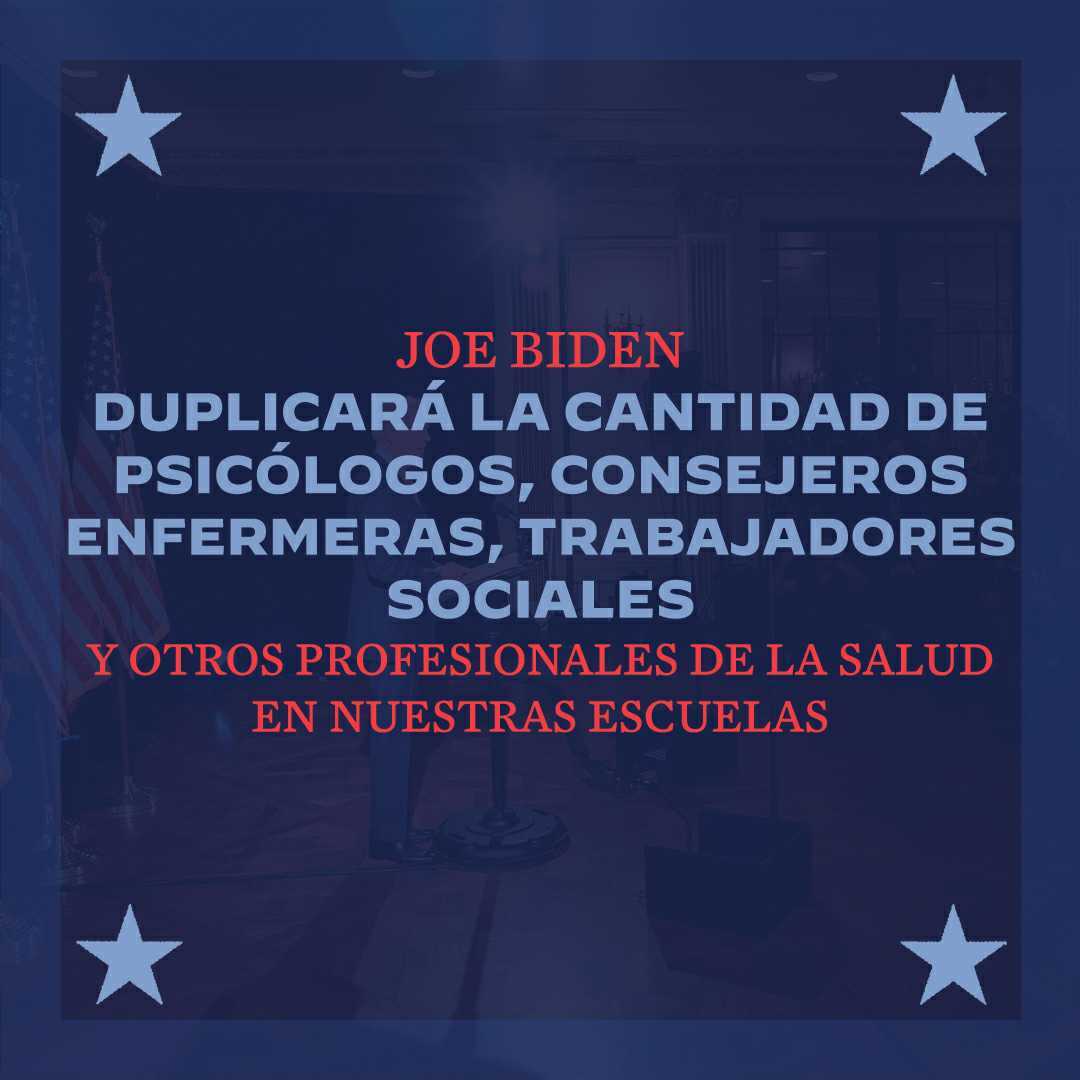 JOE BIDEN
DUPLICARÁ LA CANTIDAD DE
PSICÓLOGOS, CONSEJEROS
ENFERMERAS, TRABAJADORES
SOCIALES
Y OTROS PROFESIONALES DE LA SALUD
EN NUESTRAS ESCUELAS